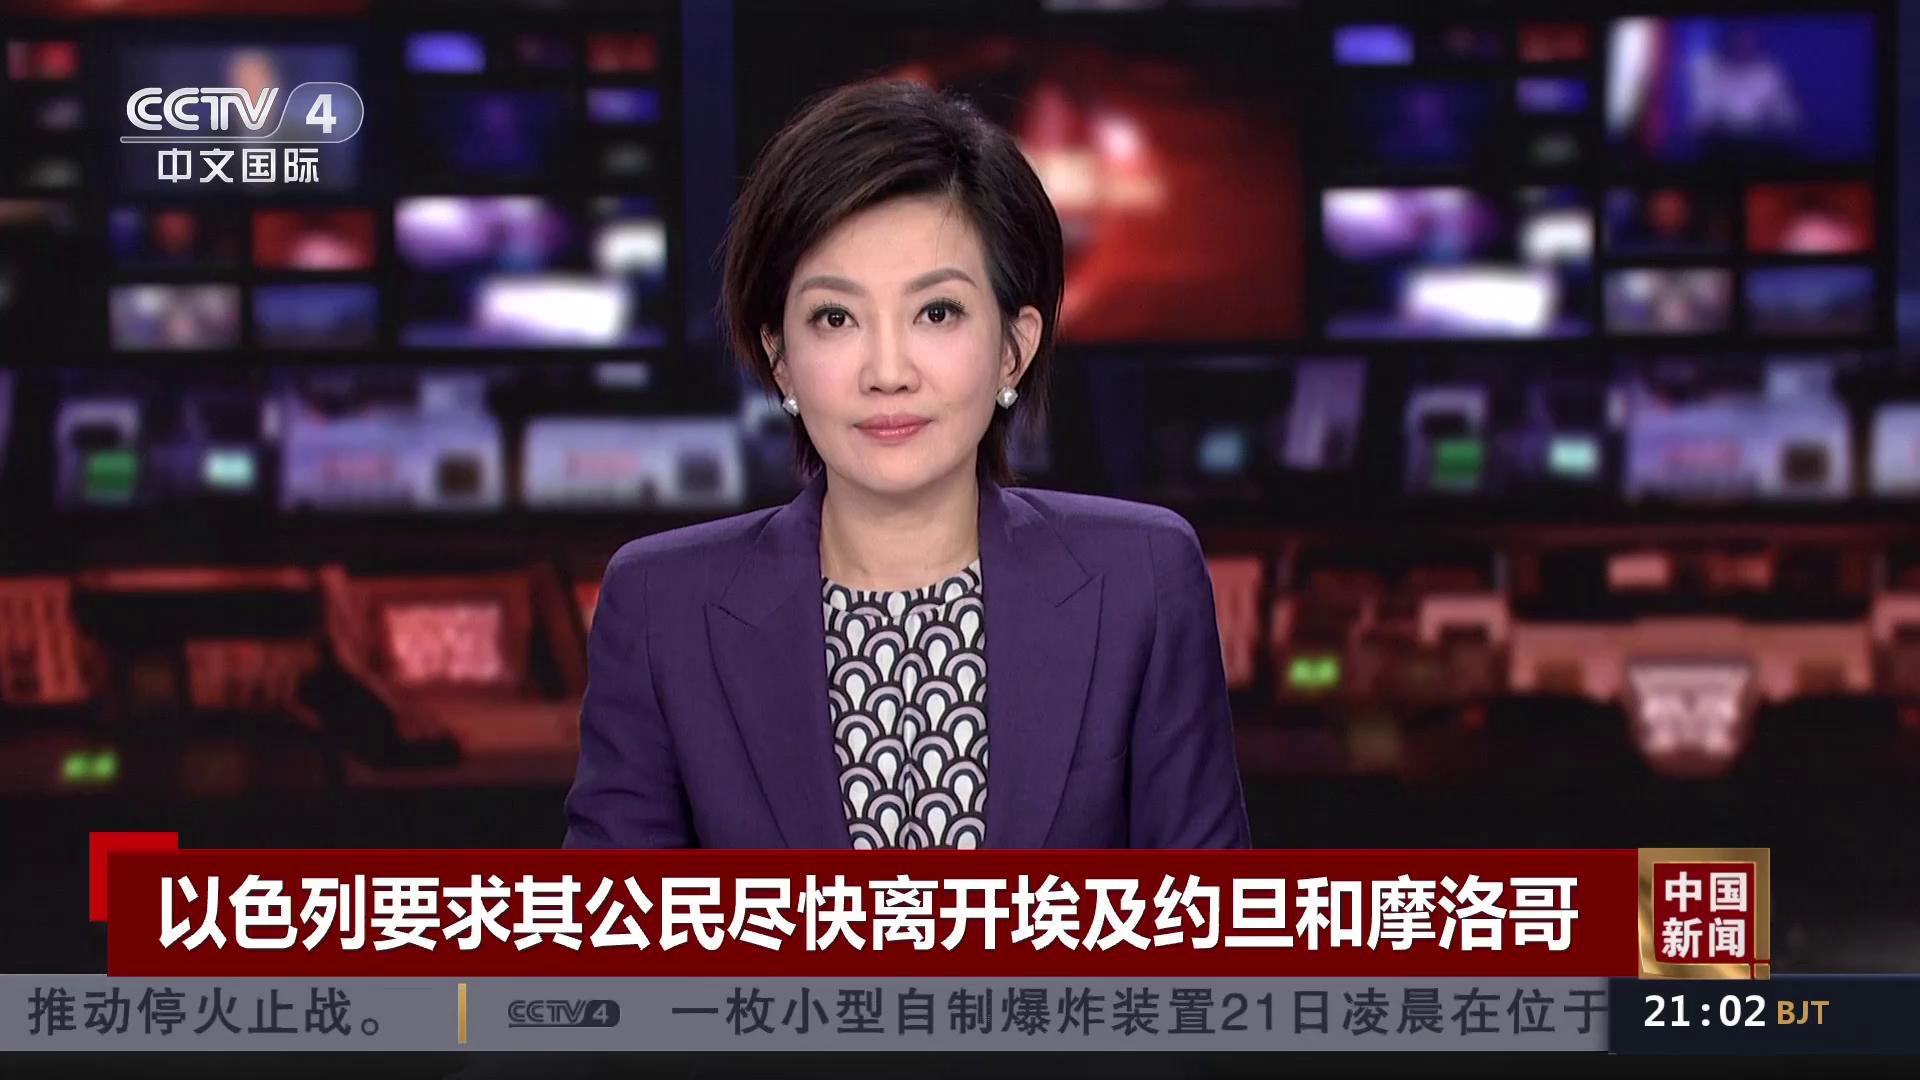 CCTV 4
中文国际
以色列要求其公民尽快离开埃及约旦和摩洛哥
中国
新闻
推动停火止战。 CCTV 4 一枚小型自制爆炸装置21日凌晨在位于
21:02 BJT